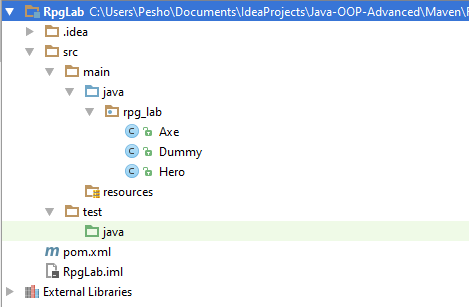 RpgLab C:\Users\Pesho\Documents\IdeaProjects\Java-OOP-Advanced\Maven\
.idea
src
main
java
rpg_lab
C Axe
C Dummy
C Hero
resources
test
java
m pom.xml
RpgLab.iml
External Libraries